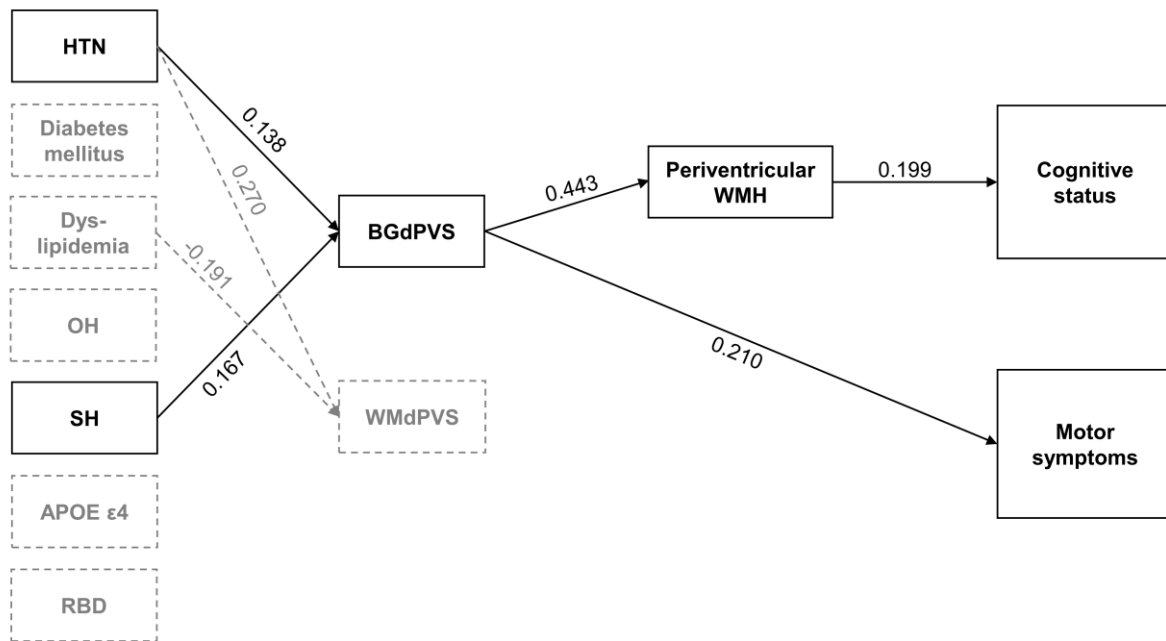 HTN
Diabetes
mellitus
Dys-
lipidemia
OH
SH
APOE ε4
RBD
0.138
0.270
-0.191
0.167
BGdPVS
WMdPVS
0.443
0.210
Periventricular
WMH
0.199
Cognitive
status
Motor
symptoms